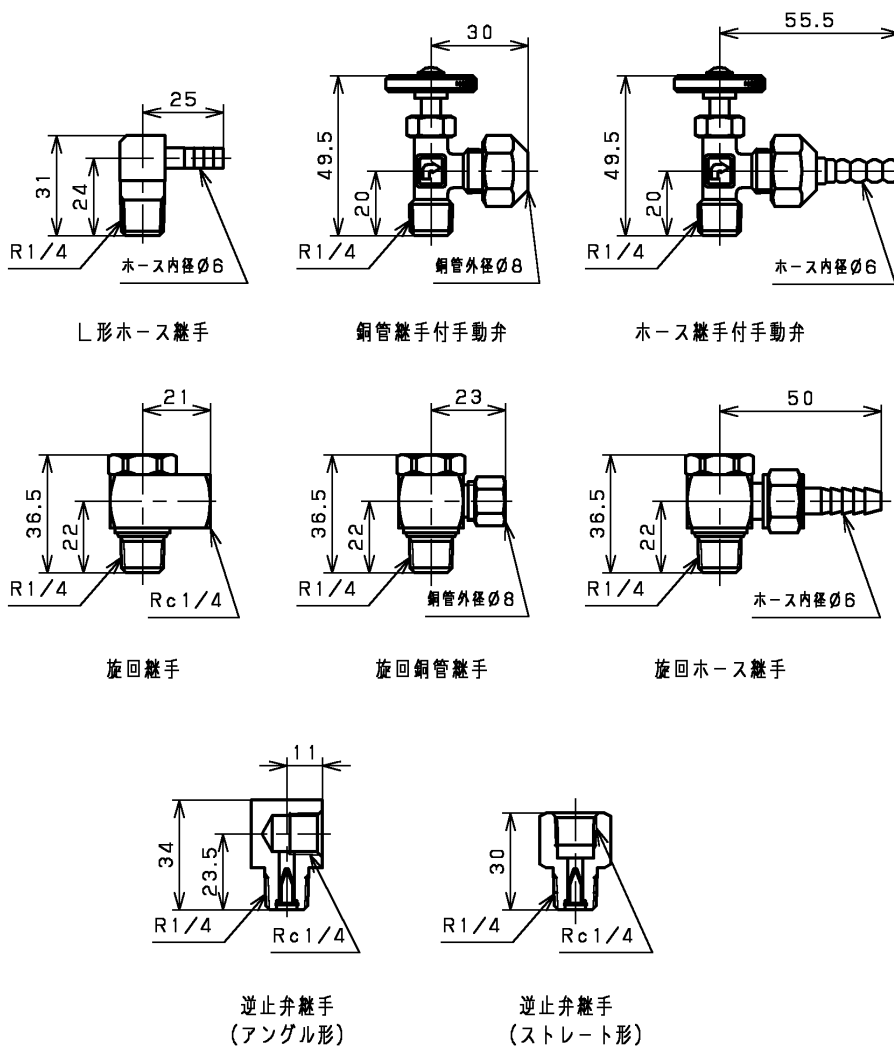 25
31
24
R1/4
ホース内径Ø6
L形ホース継手
30
49.5
20
R1/4
銅管外径Ø8
銅管継手付手動弁
55.5
49.5
20
R1/4
ホース内径Ø6
ホース継手付手動弁
21
36.5
22
R1/4
Rc1/4
旋回継手
23
36.5
22
R1/4
銅管外径Ø8
旋回銅管継手
50
36.5
22
R1/4
ホース内径Ø6
旋回ホース継手
11
34
23.5
R1/4
Rc1/4
逆止弁継手
(アングル形)
30
R1/4
Rc1/4
逆止弁継手
(ストレート形)